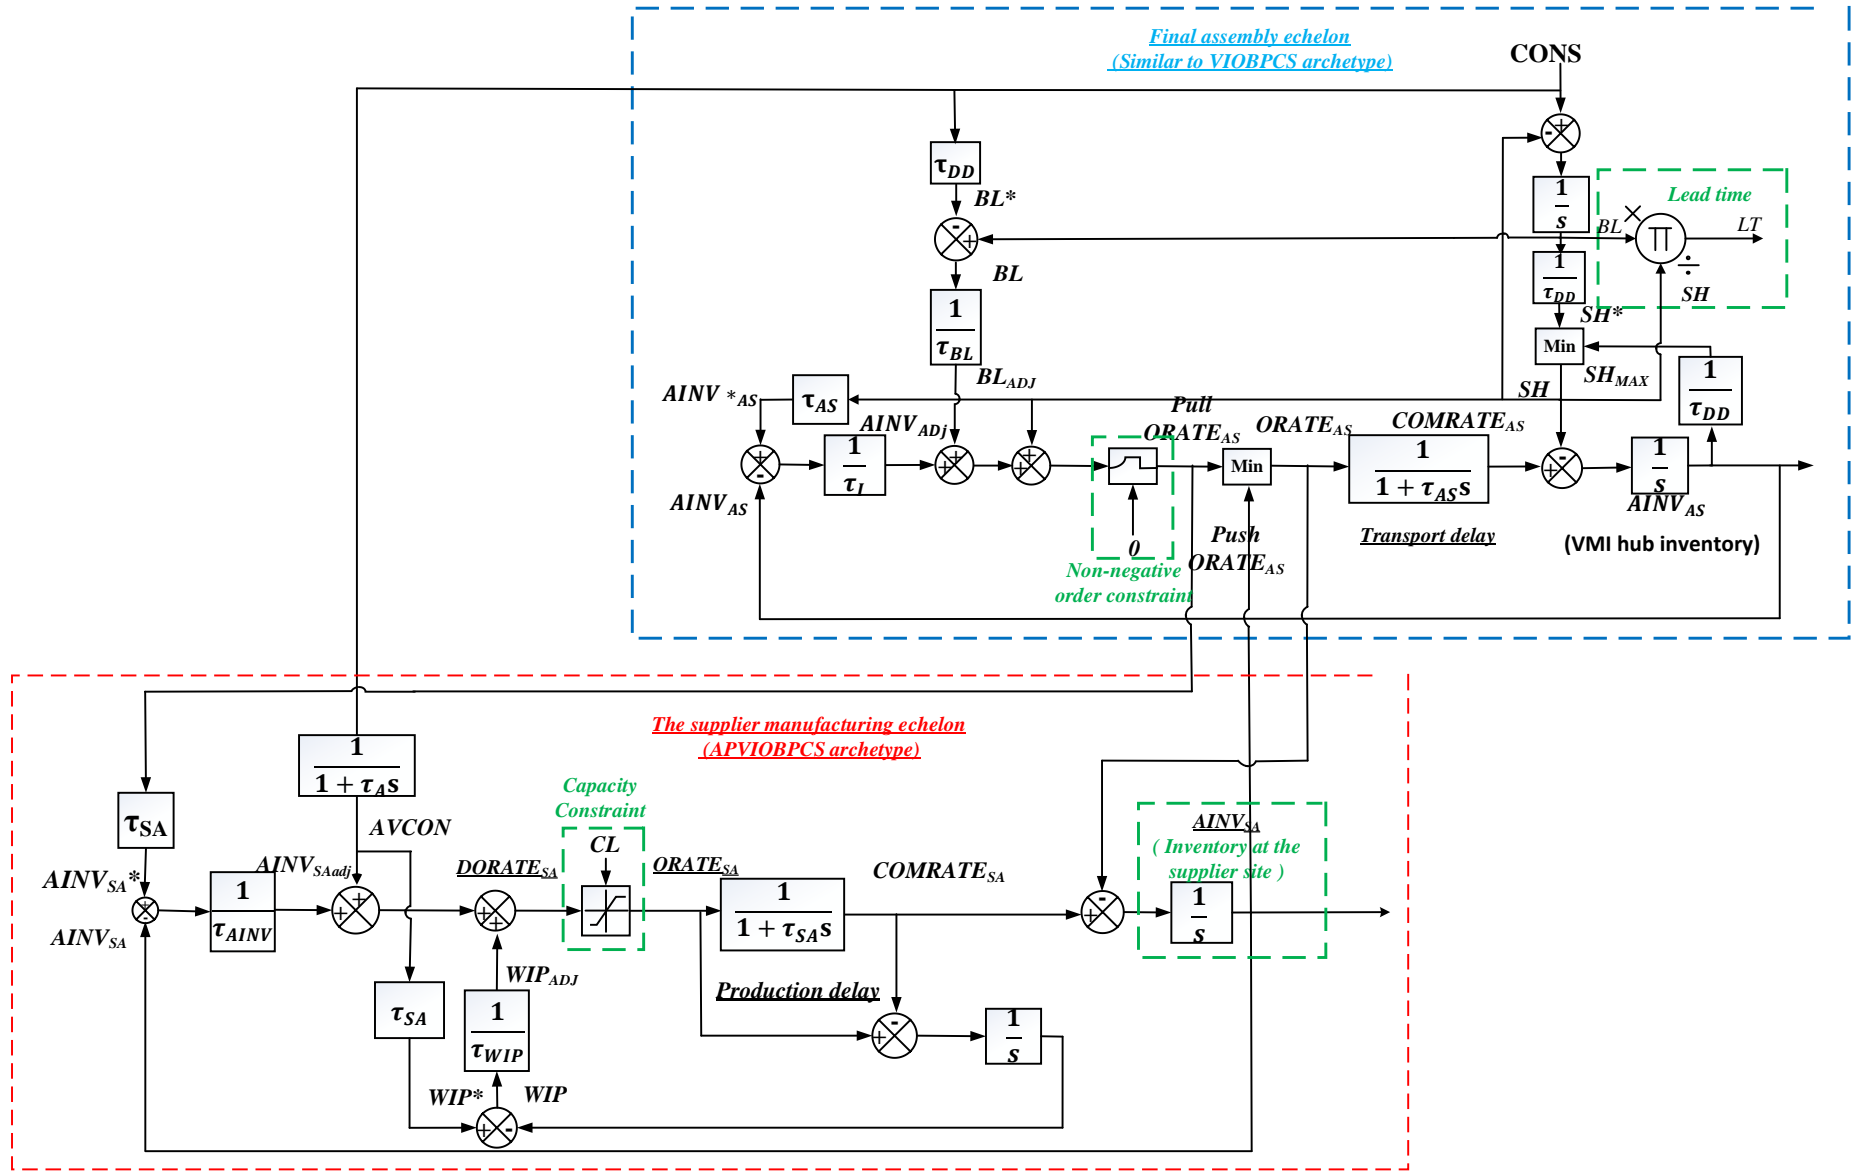 Final assembly echelon
(Similar to VIOBPCS archetype)
CONS
-
+
τDD
BL*
-
+
1
s
Lead time
×
BL
∏
LT
÷
SH
BL
1
τDD
SH*
1
τBL
Min
SHMAX
BLADJ
1
τDD
AINV *AS
τAS
SH
Pull
ORATEAS
AINVADj
ORATEAS
COMRATEAS
+
-
1
τI
+
+
+
+
Min
1
1 + τASs
-
+
1
s
AINVAS
AINVAS
0
Push
ORATEAS
Transport delay
(VMI hub inventory)
Non-negative
order constraint
The supplier manufacturing echelon
(APVIOBPCS archetype)
1
1 + τAs
Capacity
Constraint
τSA
AVCON
CL
AINVSA
( Inventory at the
supplier site )
AINVSA*
AINVSAadj
DORATESA
ORATESA
COMRATESA
+
-
1
τAINV
+
+
+
+
1
1 + τSAs
-
+
1
s
AINVSA
WIPADJ
Production delay
τSA
1
τWIP
-
+
1
s
WIP*
WIP
+
-